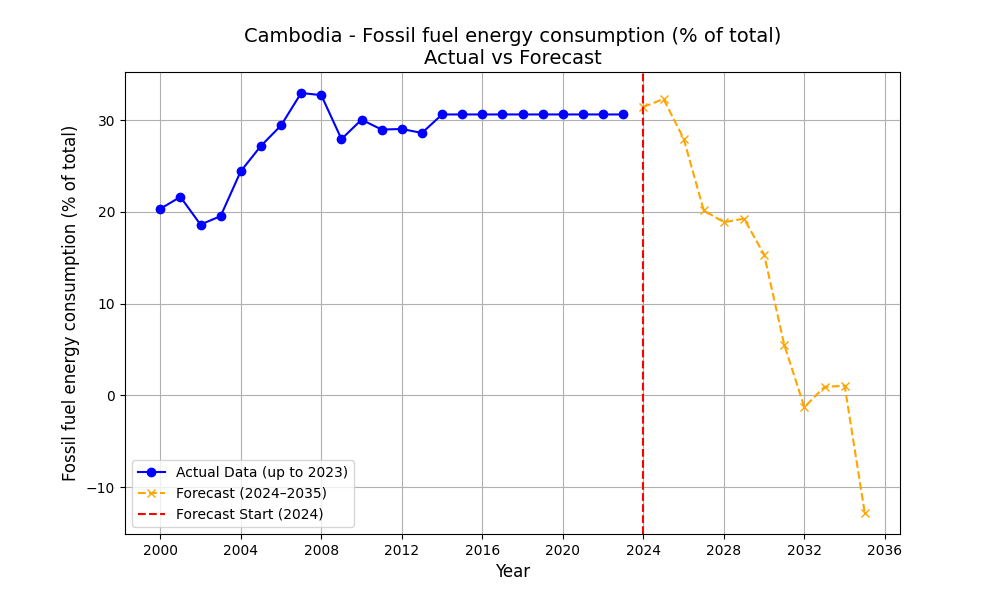 Cambodia - Fossil fuel energy consumption (% of total)
Actual vs Forecast
Fossil fuel energy consumption (% of total)
30
20
10
0
−10
Actual Data (up to 2023)
Forecast (2024–2035)
Forecast Start (2024)
2000 2004 2008 2012 2016 2020 2024 2028 2032 2036
Year